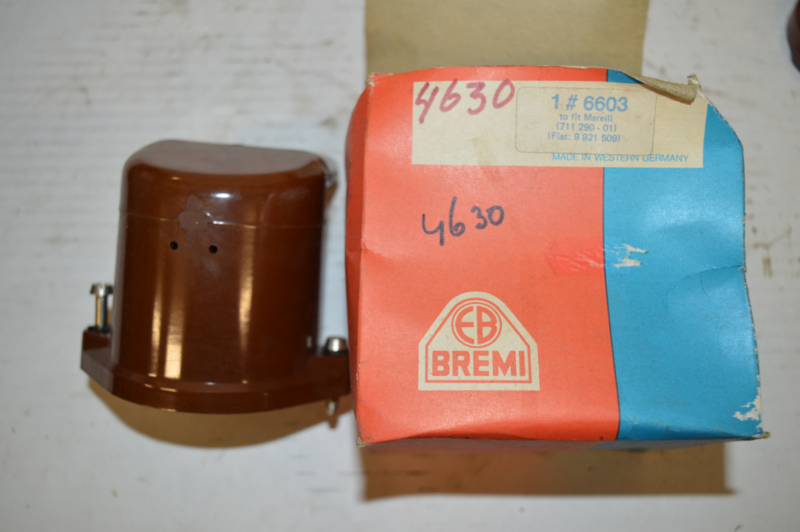 4630
1 # 6603
to fit Marelli
(711 290 - 01)
(Fiat: 9 921 509)
MADE IN WESTERN GERMANY
4630
EB
BREMI